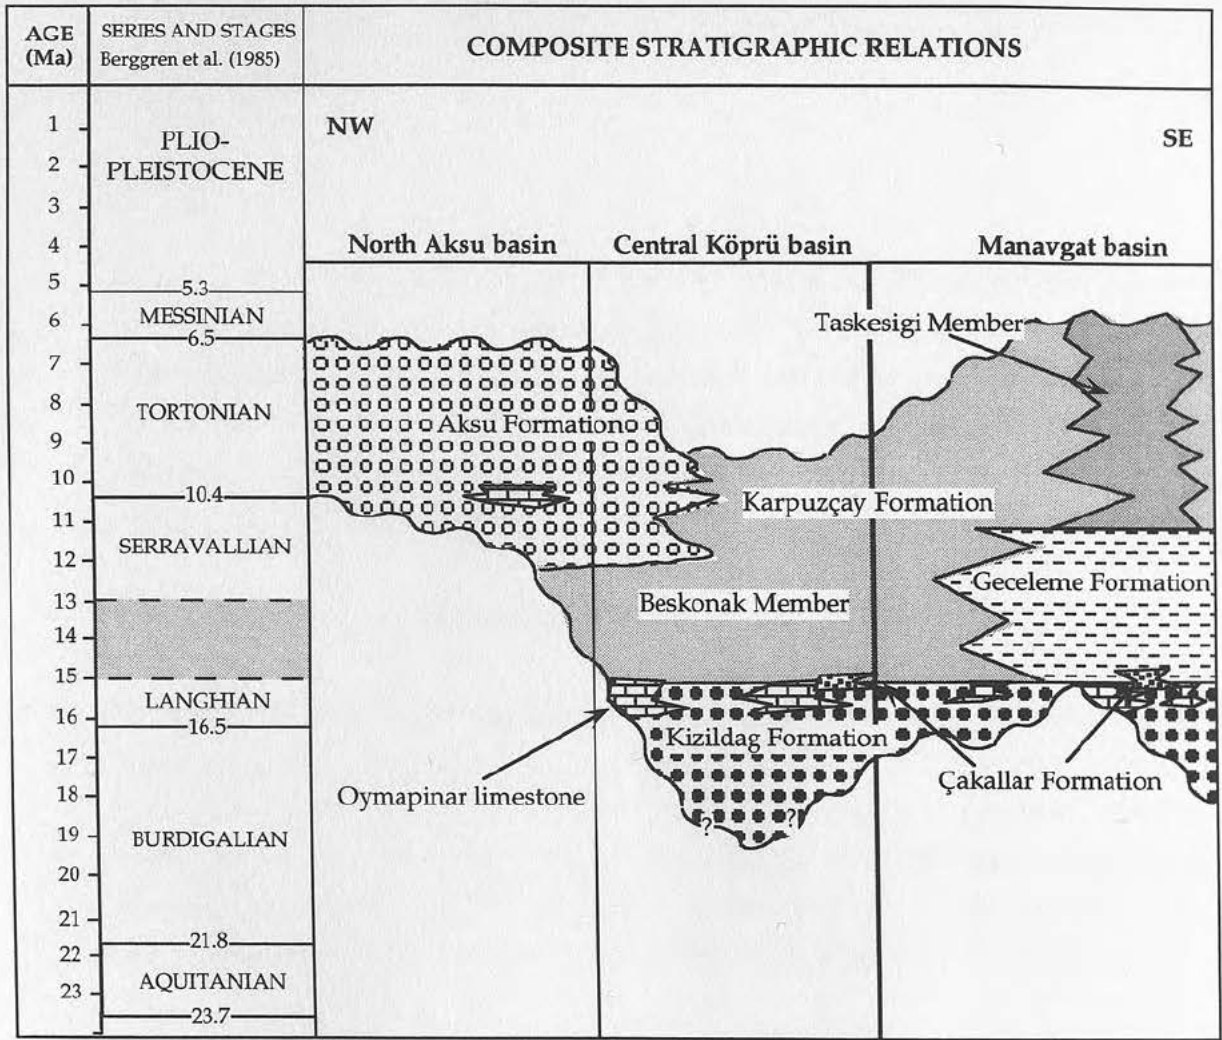 AGE
(Ma)
SERIES AND STAGES
Berggren et al. (1985)
COMPOSITE STRATIGRAPHIC RELATIONS
1
2
3
4
5
6
7
8
9
10
11
12
13
14
15
16
17
18
19
20
21
22
23
PLIO-
PLEISTOCENE
5.3
MESSINIAN
6.5
TORTONIAN
10.4
SERRAVALLIAN
LANGHIAN
16.5
BURDIGALIAN
21.8
AQUITANIAN
23.7
NW
SE
North Aksu basin
Central Köprü basin
Manavgat basin
Taskesigi Member
Aksu Formation
Karpuzçay Formation
Geceleme Formation
Beskonak Member
Kizildag Formation
Çakallar Formation
Oymapinar limestone
?
?